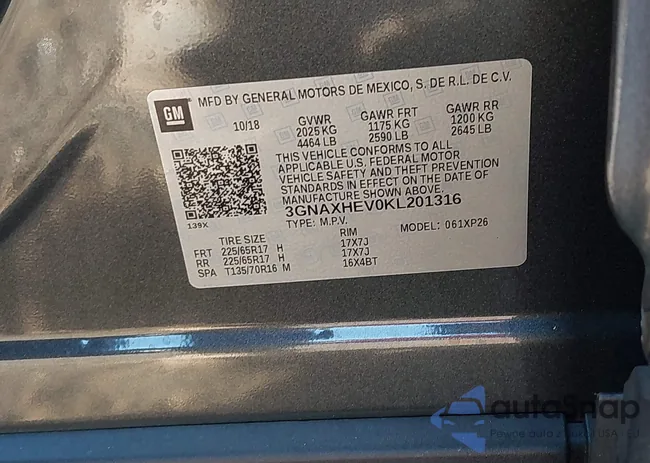 GM
MFD BY GENERAL MOTORS DE MEXICO, S. DE R.L. DE C.V.
10/18 GVWR GAWR FRT GAWR RR
2025 KG 1175 KG 1200 KG
4464 LB 2590 LB 2645 LB
THIS VEHICLE CONFORMS TO ALL
APPLICABLE U.S. FEDERAL MOTOR
VEHICLE SAFETY AND THEFT PREVENTION
STANDARDS IN EFFECT ON THE DATE OF
MANUFACTURE SHOWN ABOVE.
3GNAXHEV0KL201316
139X
TYPE: M.P.V. MODEL: 061XP26
TIRE SIZE RIM
FRT 225/65R17 H 17X7J
RR 225/65R17 H 17X7J
SPA T135/70R16 M 16X4BT
autoSnap